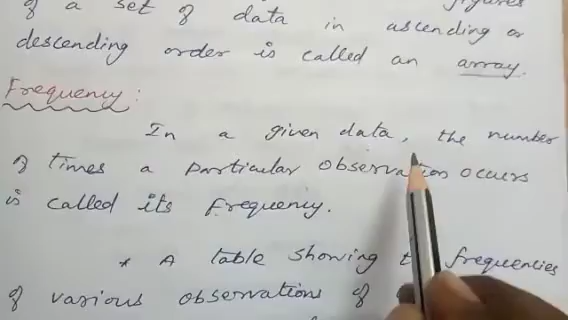 of a set of data in ascending or
descending order is called an array.
Frequency:
In a given data, the number
of times a particular observation occurs
is called its frequency.
* A table showing t frequencies
of various observations of